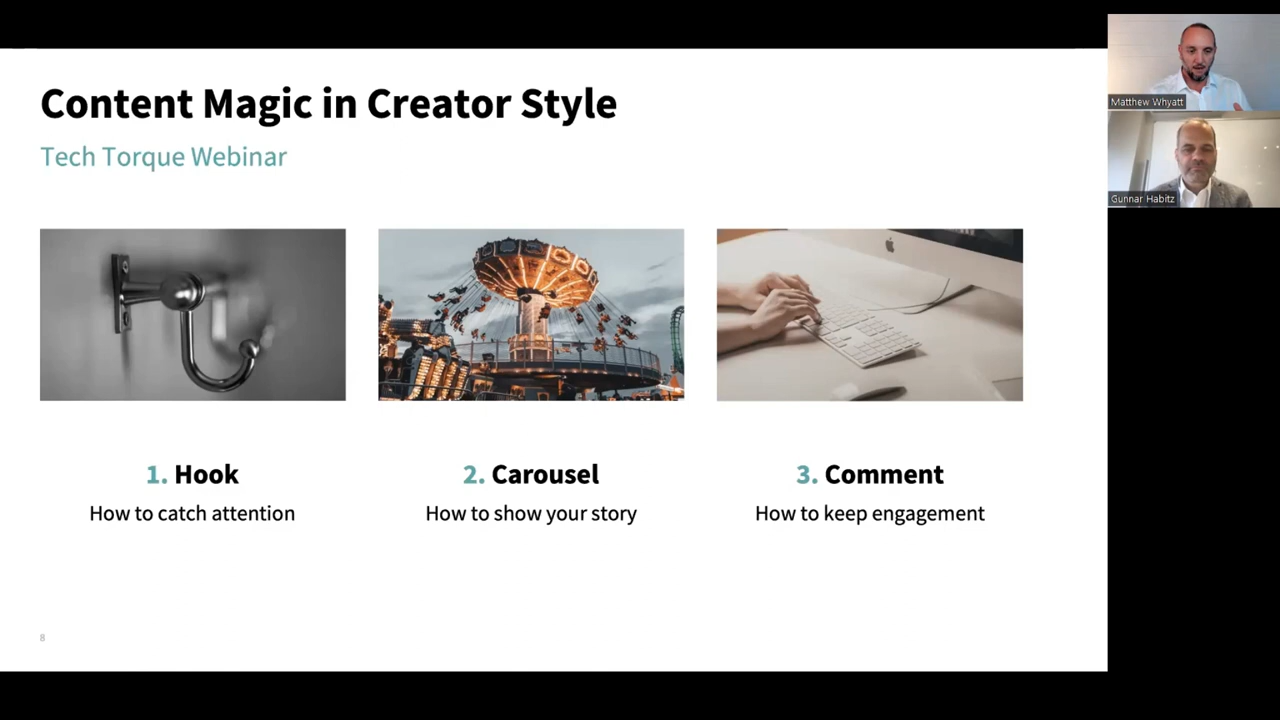 Content Magic in Creator Style
Tech Torque Webinar
1. Hook
How to catch attention
2. Carousel
How to show your story
3. Comment
How to keep engagement
8
Matthew Whyatt
Gunnar Habitz